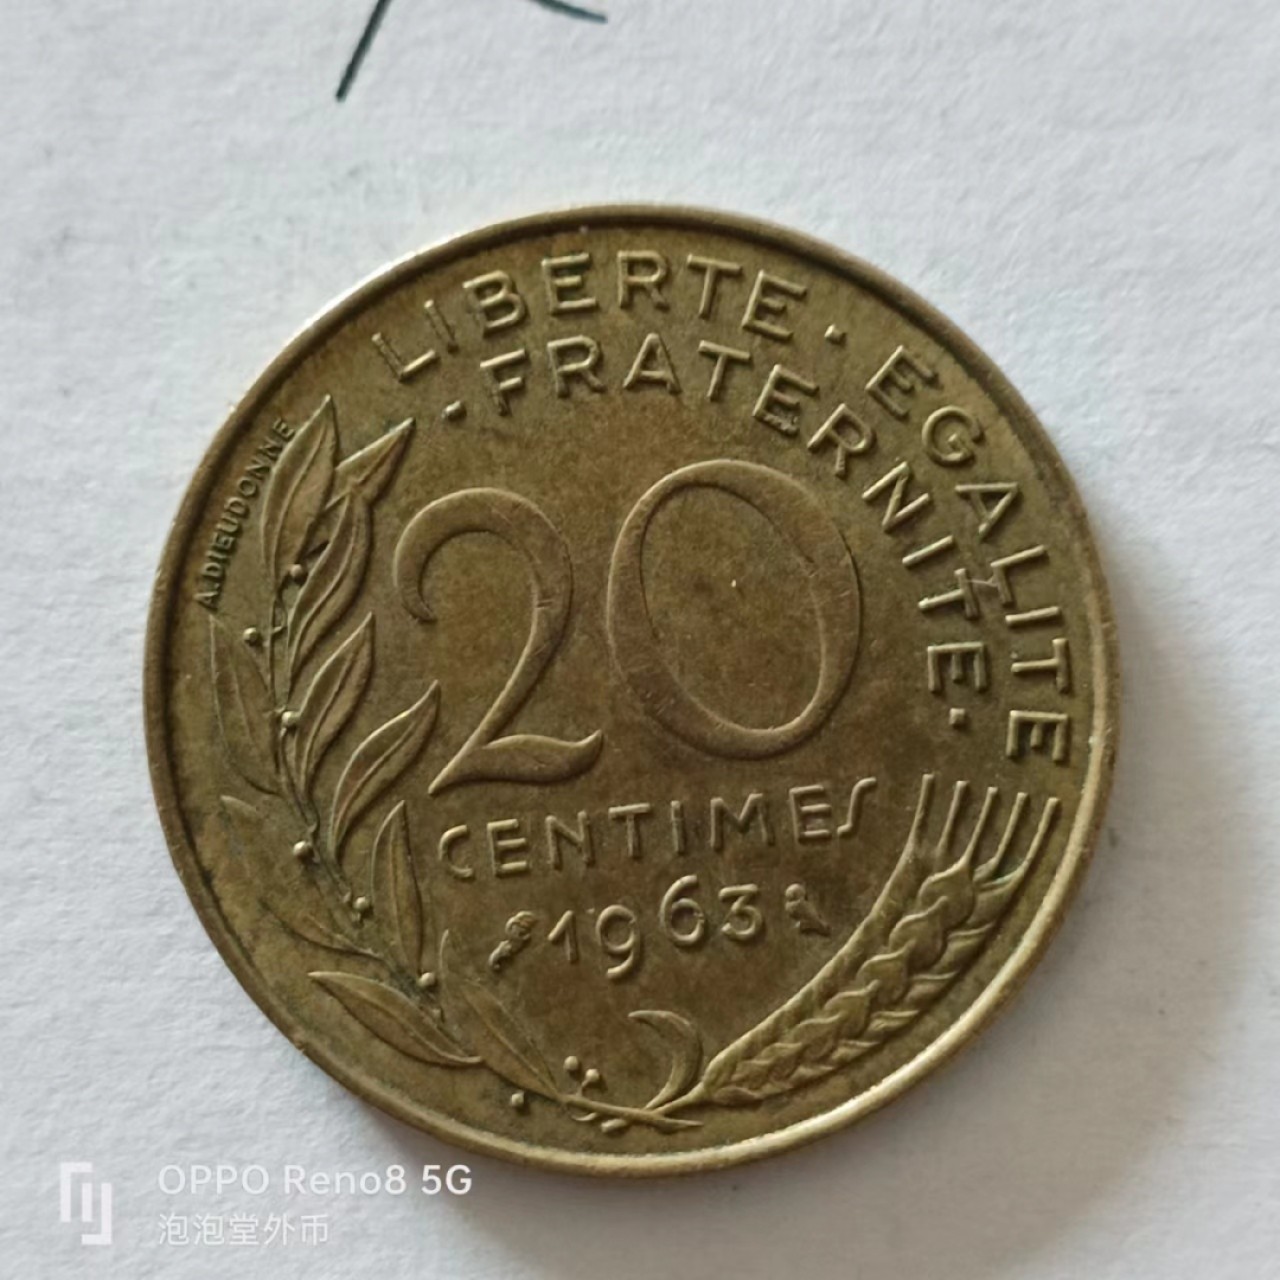 LIBERTE · EGALITE
· FRATERNITE ·
A.DIEUDONNE
20
CENTIMES
1963
OPPO Reno8 5G
泡泡堂外币